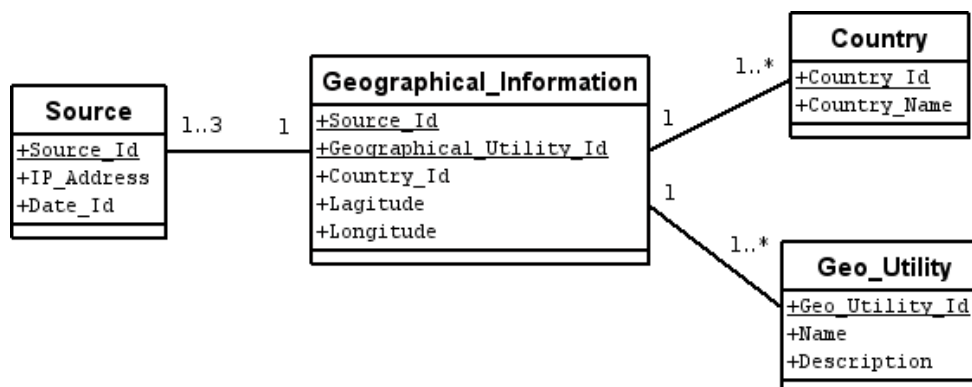 Source
+Source_Id
+IP_Address
+Date_Id
1..3
1
Geographical_Information
+Source_Id
+Geographical_Utility_Id
+Country_Id
+Lagitude
+Longitude
1
1..*
Country
+Country_Id
+Country_Name
1
1..*
Geo_Utility
+Geo_Utility_Id
+Name
+Description